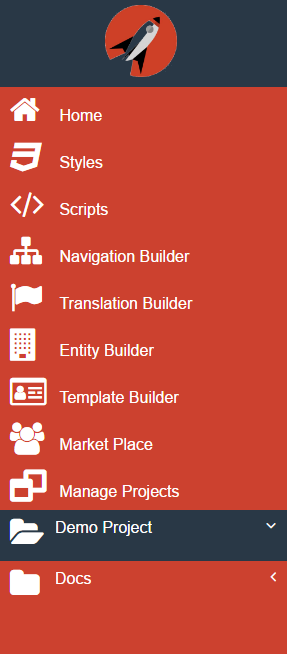 Home
Styles
Scripts
Navigation Builder
Translation Builder
Entity Builder
Template Builder
Market Place
Manage Projects
Demo Project
Docs